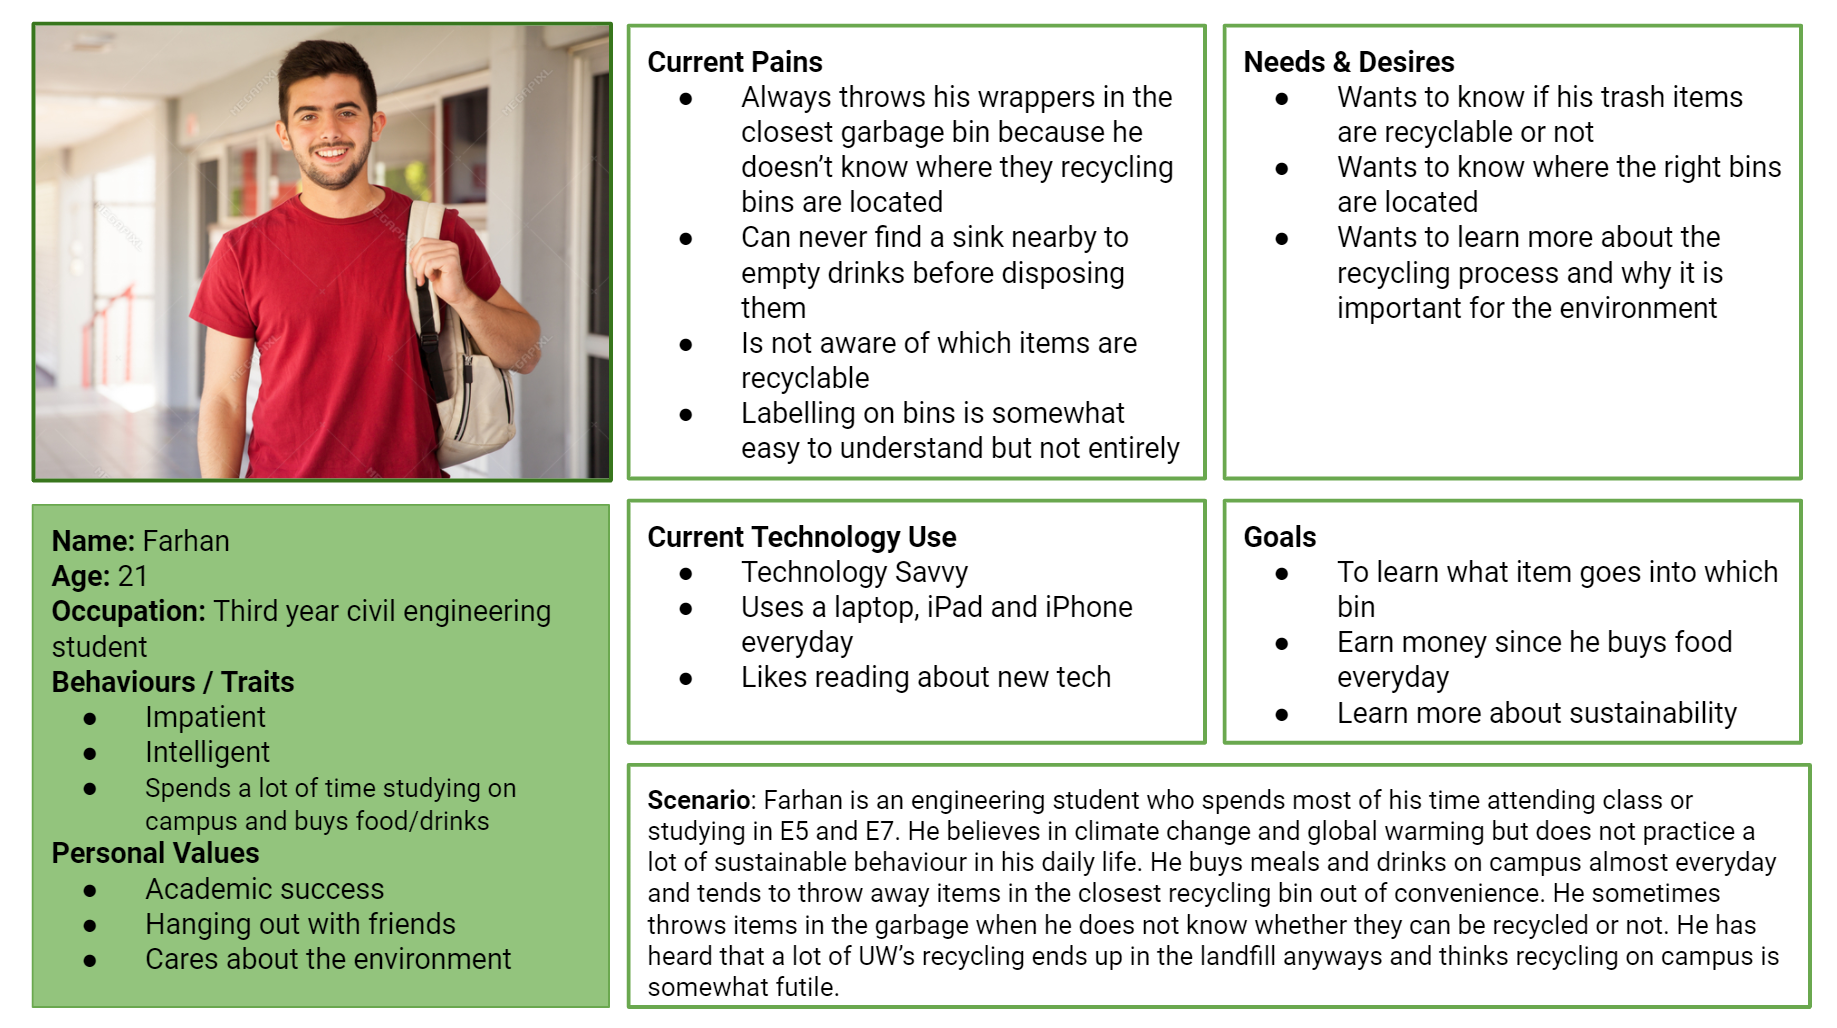 MEGAPIXL
MEGAPIXL
MEGAPIXL
MEGAPIXL
MEGAPIXL
MEGAPIXL
MEGAPIXL
MEGAPIXL
MEGAPIXL
Name: Farhan
Age: 21
Occupation: Third year civil engineering
student
Behaviours / Traits
● Impatient
● Intelligent
● Spends a lot of time studying on
campus and buys food/drinks
Personal Values
● Academic success
● Hanging out with friends
● Cares about the environment
Current Pains
● Always throws his wrappers in the
closest garbage bin because he
doesn’t know where they recycling
bins are located
● Can never find a sink nearby to
empty drinks before disposing
them
● Is not aware of which items are
recyclable
● Labelling on bins is somewhat
easy to understand but not entirely
Needs & Desires
● Wants to know if his trash items
are recyclable or not
● Wants to know where the right bins
are located
● Wants to learn more about the
recycling process and why it is
important for the environment
Current Technology Use
● Technology Savvy
● Uses a laptop, iPad and iPhone
everyday
● Likes reading about new tech
Goals
● To learn what item goes into which
bin
● Earn money since he buys food
everyday
● Learn more about sustainability
Scenario: Farhan is an engineering student who spends most of his time attending class or
studying in E5 and E7. He believes in climate change and global warming but does not practice a
lot of sustainable behaviour in his daily life. He buys meals and drinks on campus almost everyday
and tends to throw away items in the closest recycling bin out of convenience. He sometimes
throws items in the garbage when he does not know whether they can be recycled or not. He has
heard that a lot of UW’s recycling ends up in the landfill anyways and thinks recycling on campus is
somewhat futile.